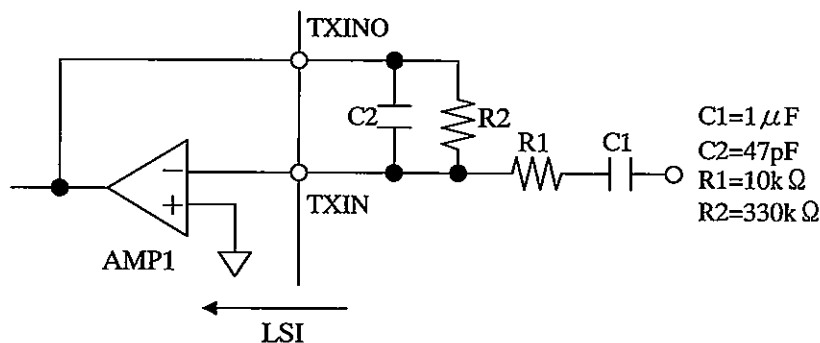 TXINO
C2
R2
R1
C1
C1=1μF
C2=47pF
R1=10kΩ
R2=330kΩ
−
+
TXIN
AMP1
LSI